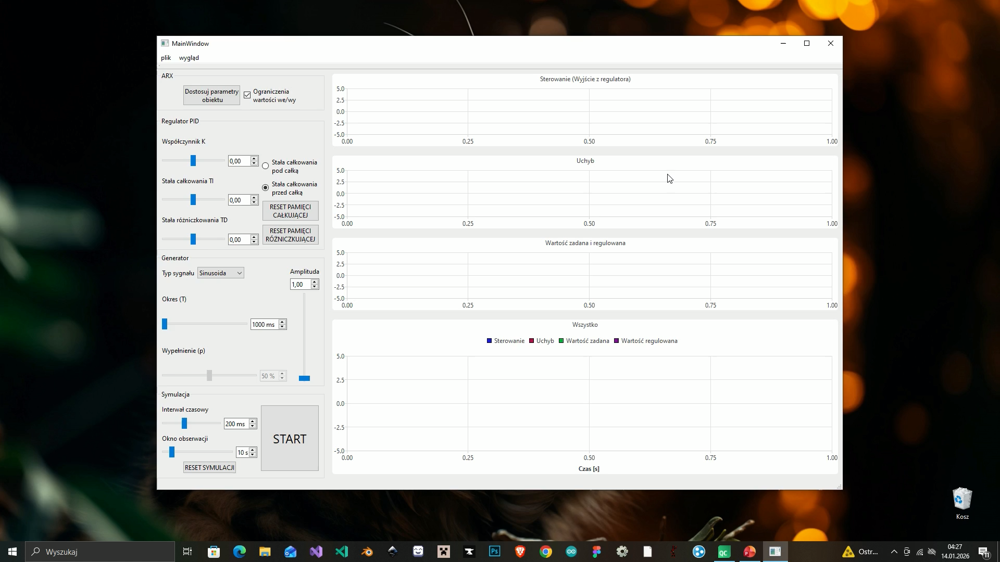 MainWindow
plik wygląd
ARX
Dostosuj parametry
obiektu
Ograniczenia
wartości we/wy
Regulator PID
Współczynnik K
0,00
Stała całkowania pod całką
Stała całkowania TI
Stała całkowania
przed całką
0,00
RESET PAMIĘCI
CAŁKUJĄCEJ
Stała różniczkowania TD
0,00
RESET PAMIĘCI
RÓŻNICZKUJĄCEJ
Generator
Typ sygnału Sinusoida
Amplituda
1,00
Okres (T)
1000 ms
Wypełnienie (p)
50 %
Symulacja
Interwał czasowy
200 ms
START
Okno obserwacji
10 s
RESET SYMULACJI
Sterowanie (Wyjście z regulatora)
5.0
2.5
0.0
-2.5
-5.0
0.00 0.25 0.50 0.75 1.00
Uchyb
5.0
2.5
0.0
-2.5
-5.0
0.00 0.25 0.50 0.75 1.00
Wartość zadana i regulowana
5.0
2.5
0.0
-2.5
-5.0
0.00 0.25 0.50 0.75 1.00
Wszystko
Sterowanie Uchyb Wartość zadana Wartość regulowana
5.0
2.5
0.0
-2.5
-5.0
0.00 0.25 0.50 0.75 1.00
Czas [s]
Kosz
Wyszukaj
Ps
QC
P
Ostr...
04:27
14.01.2026
11